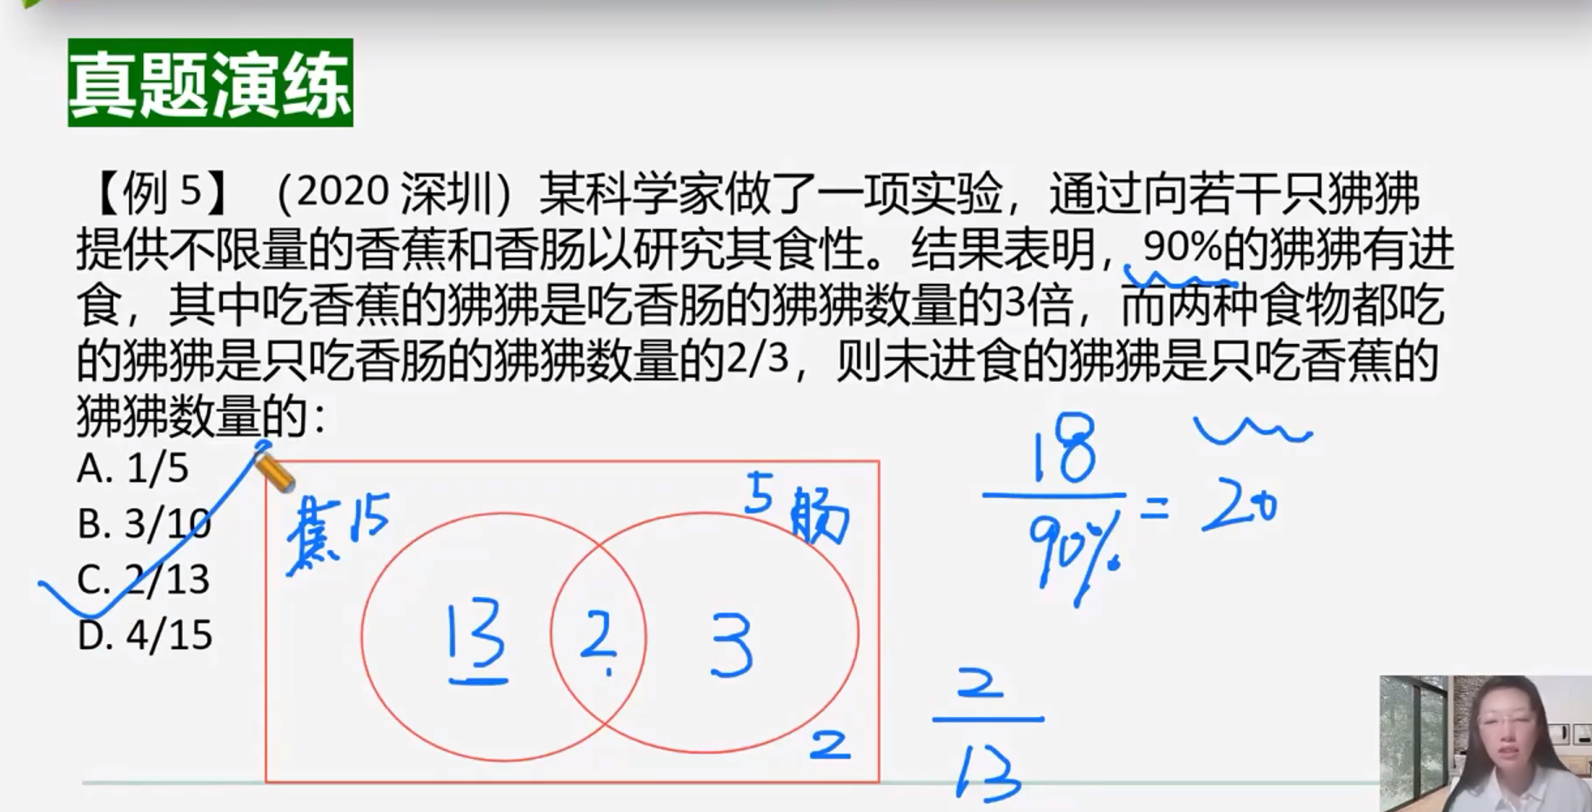 真题演练
【例 5】（2020 深圳）某科学家做了一项实验，通过向若干只狒狒
提供不限量的香蕉和香肠以研究其食性。结果表明，90%的狒狒有进
食，其中吃香蕉的狒狒是吃香肠的狒狒数量的3倍，而两种食物都吃
的狒狒是只吃香肠的狒狒数量的2/3，则未进食的狒狒是只吃香蕉的
狒狒数量的：
A. 1/5
B. 3/10
C. 2/13
D. 4/15
蕉15
5 肠
13 2 3
2
18
90%
= 20
2
13